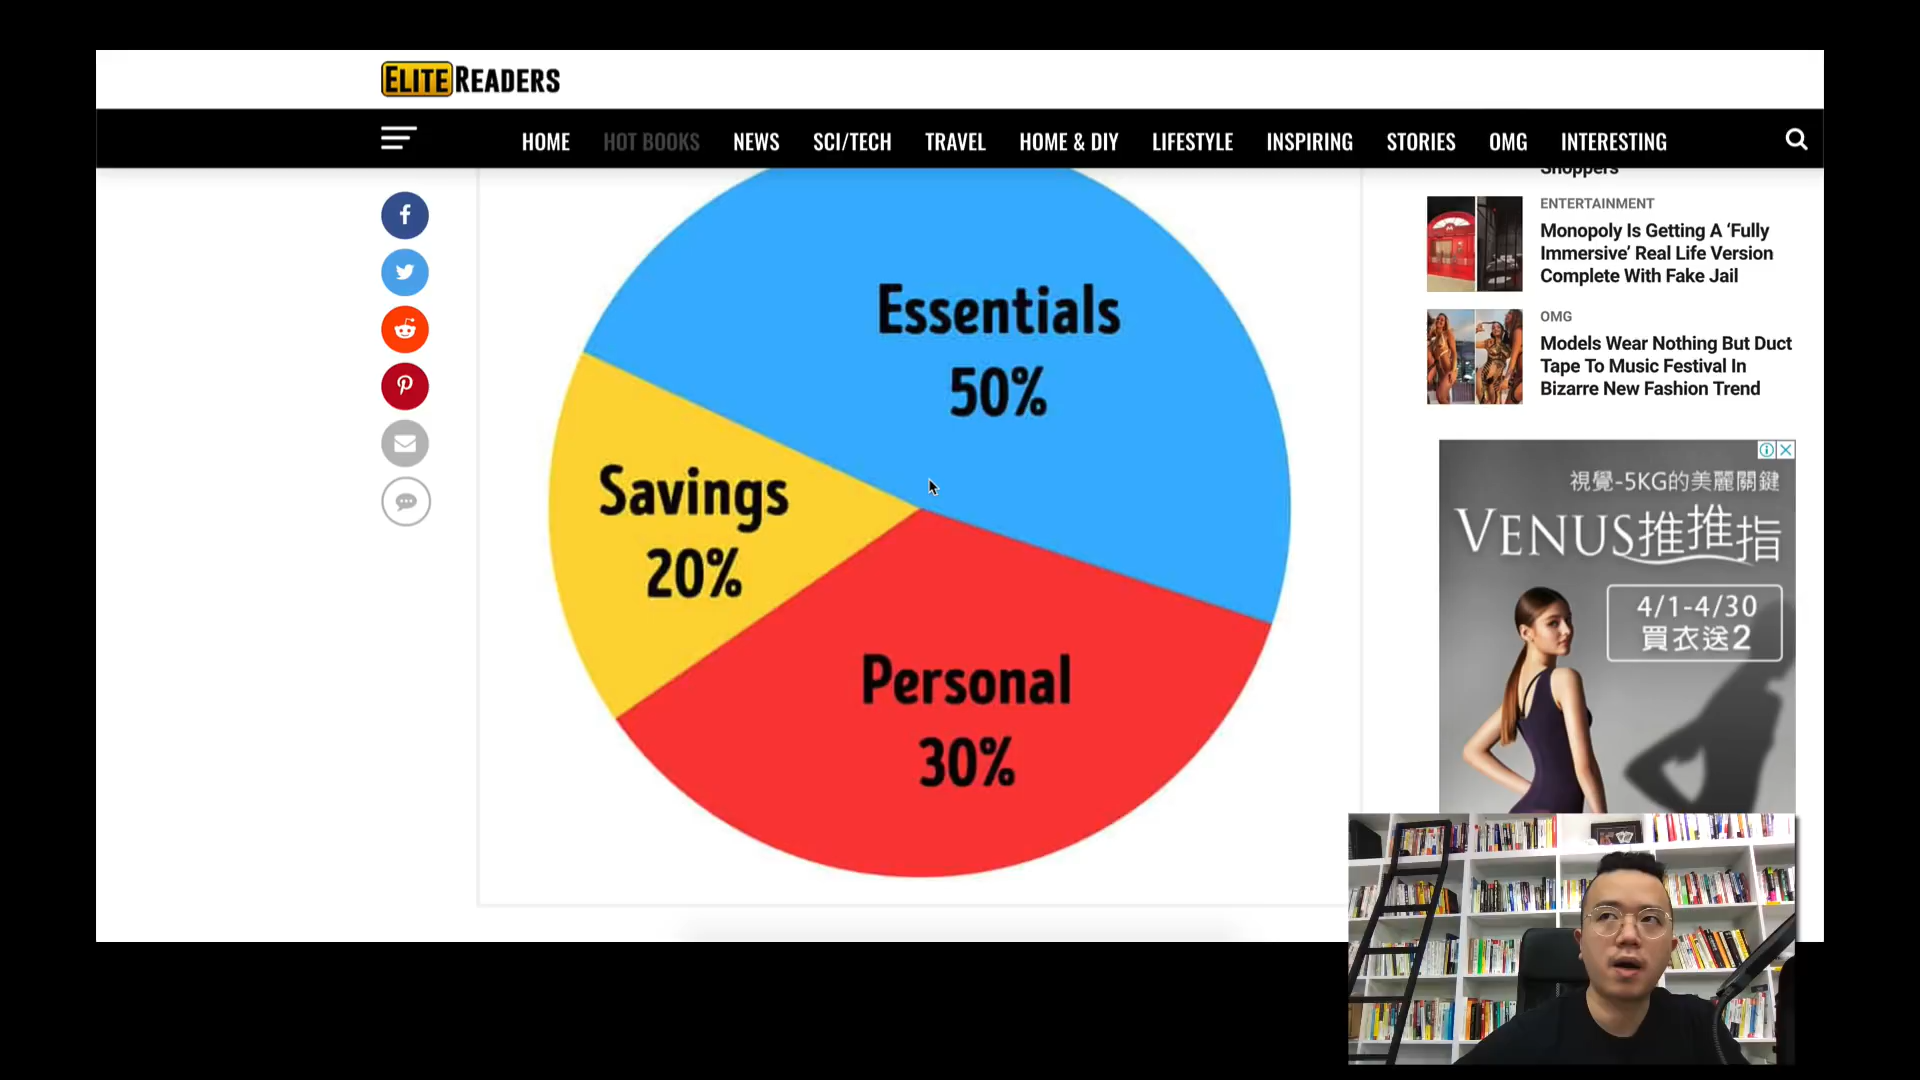 ELITE READERS
HOME HOT BOOKS NEWS SCI/TECH TRAVEL HOME & DIY LIFESTYLE INSPIRING STORIES OMG INTERESTING
Shoppers
ENTERTAINMENT
Monopoly Is Getting A ‘Fully
Immersive’ Real Life Version
Complete With Fake Jail
OMG
Models Wear Nothing But Duct
Tape To Music Festival In
Bizarre New Fashion Trend
Essentials
50%
Savings
20%
Personal
30%
視覺-5KG的美麗關鍵
VENUS推推指
4/1-4/30
買衣送2